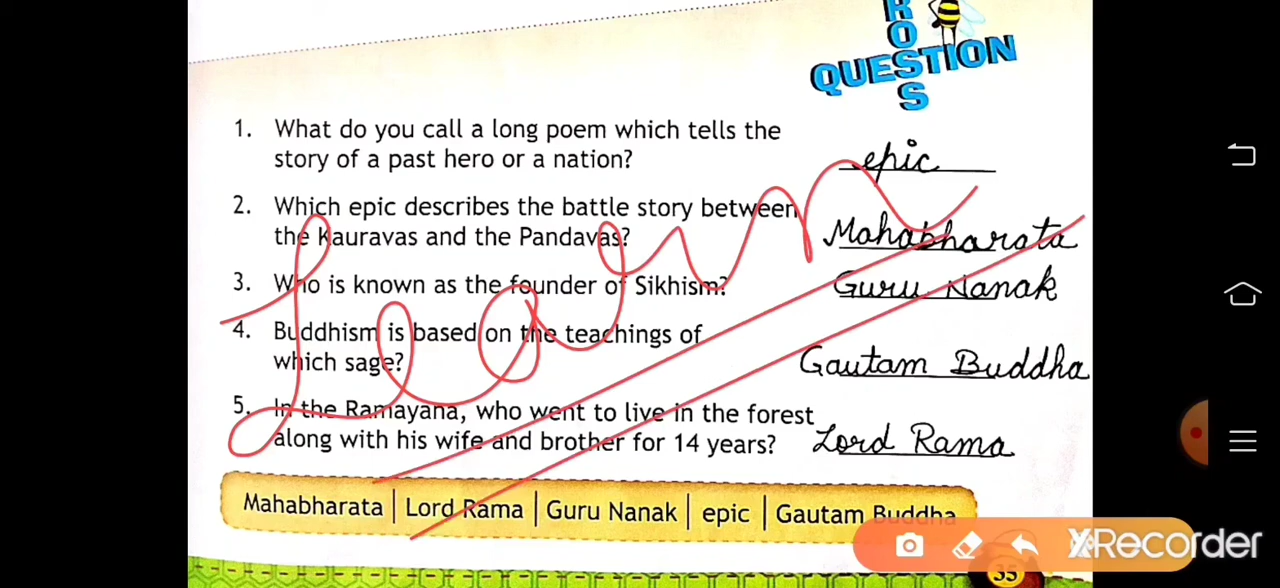 CROSS
QUESTION
1. What do you call a long poem which tells the
story of a past hero or a nation?
epic
2. Which epic describes the battle story between
the Kauravas and the Pandavas?
Mahabharata
3. Who is known as the founder of Sikhism?
Guru Nanak
4. Buddhism is based on the teachings of
which sage?
Gautam Buddha
5. In the Ramayana, who went to live in the forest
along with his wife and brother for 14 years?
Lord Rama
Learn
Mahabharata | Lord Rama | Guru Nanak | epic | Gautam Buddha
XRecorder
35